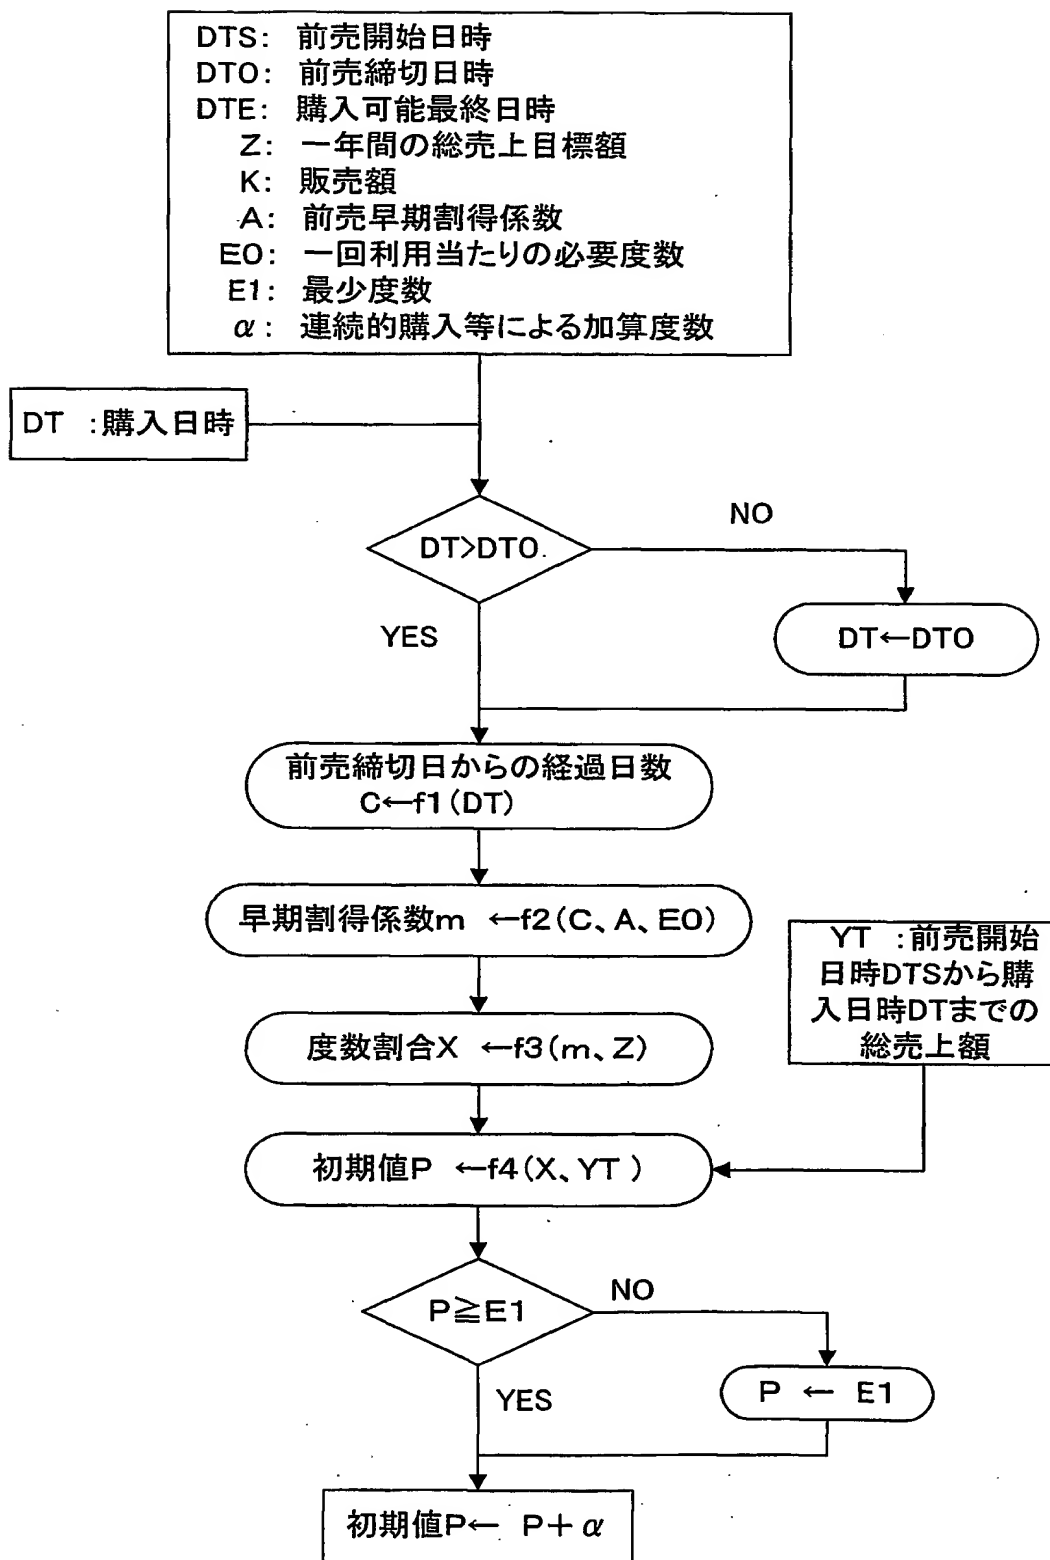 DTS: 前売開始日時
DT0: 前売締切日時
DTE: 購入可能最終日時
Z: 一年間の総売上目標額
K: 販売額
A: 前売早期割得係数
E0: 一回利用当たりの必要度数
E1: 最少度数
α: 連続的購入等による加算度数
DT :購入日時
DT>DT0
NO
YES
DT←DT0
前売締切日からの経過日数
C←f1(DT)
早期割得係数m ←f2(C、A、E0)
YT :前売開始
日時DTSから購
入日時DTまでの
総売上額
度数割合X ←f3(m、Z)
初期値P ←f4(X、YT )
P≧E1
NO
YES
P ← E1
初期値P← P+α